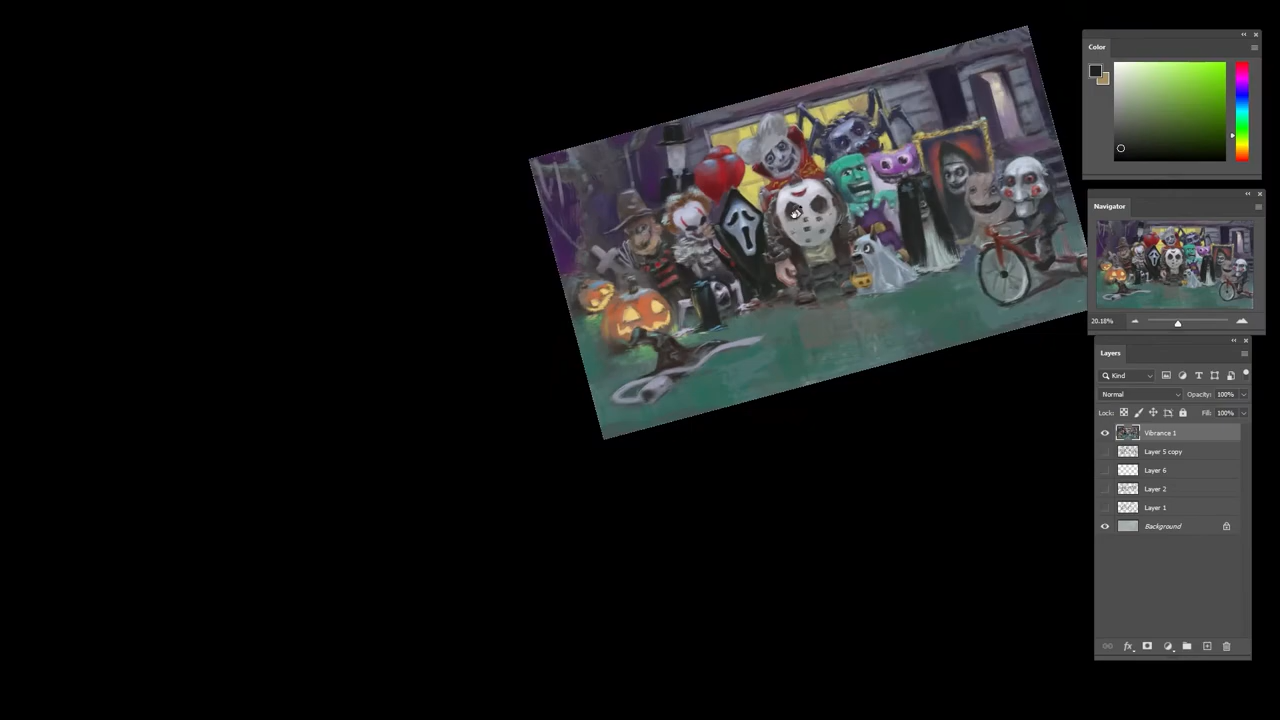 Color
Navigator
20.18%
Layers
Kind
Normal
Opacity: 100%
Lock:
Fill: 100%
Vibrance 1
Layer 5 copy
Layer 6
Layer 2
Layer 1
Background
fx